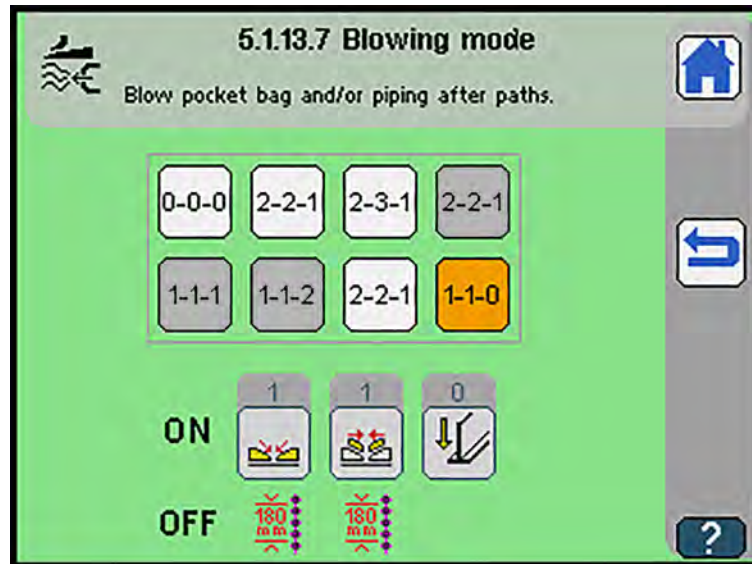 5.1.13.7 Blowing mode
Blow pocket bag and/or piping after paths.
0-0-0 2-2-1 2-3-1 2-2-1
1-1-1 1-1-2 2-2-1 1-1-0
1 1 0
ON
OFF 180 mm 180 mm
?